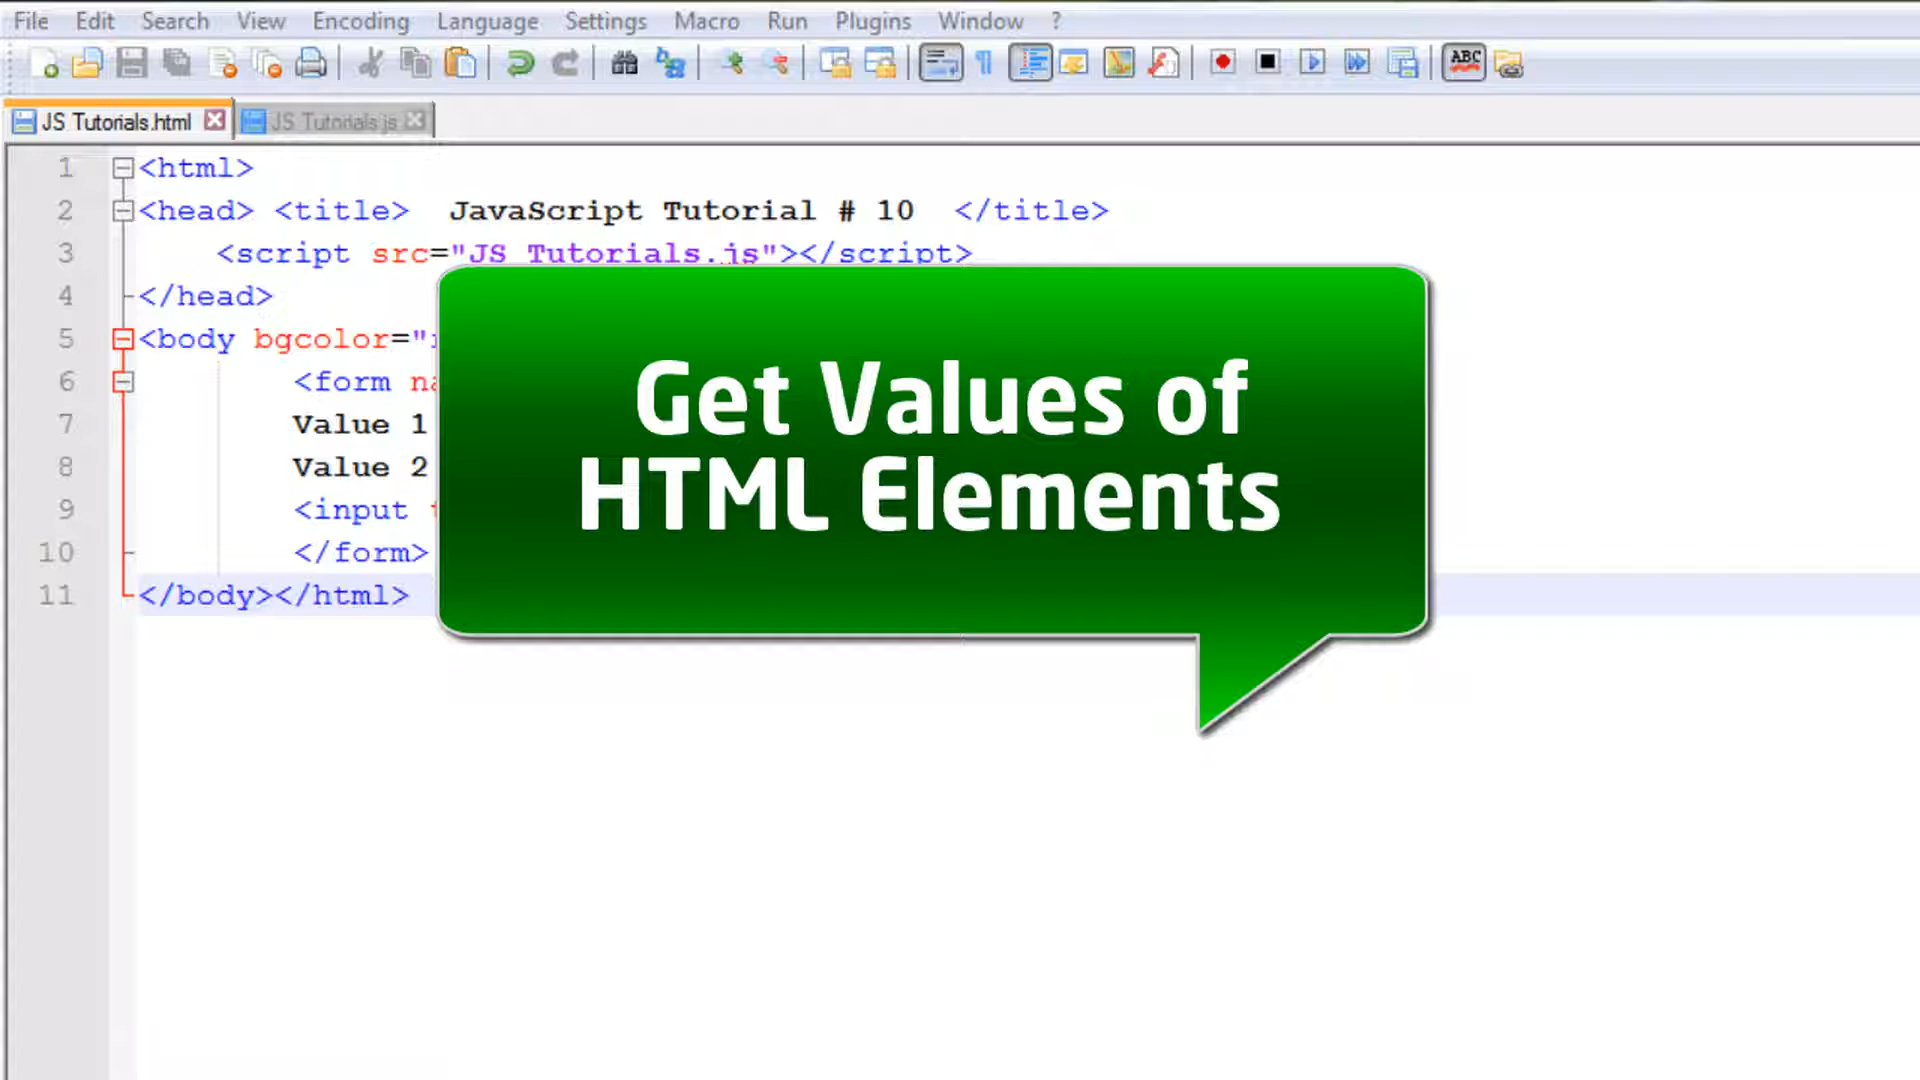 File Edit Search View Encoding Language Settings Macro Run Plugins Window ?
ABC
JS Tutorials.html JS Tutorials.js
1 <html>
2 <head> <title> JavaScript Tutorial # 10 </title>
3 <script src="JS Tutorials.js"></script>
4 </head>
5 <body bgcolor="
6 <form
7 Value 1
8 Value 2
9 <input
10 </form>
11 </body></html>
Get Values of
HTML Elements